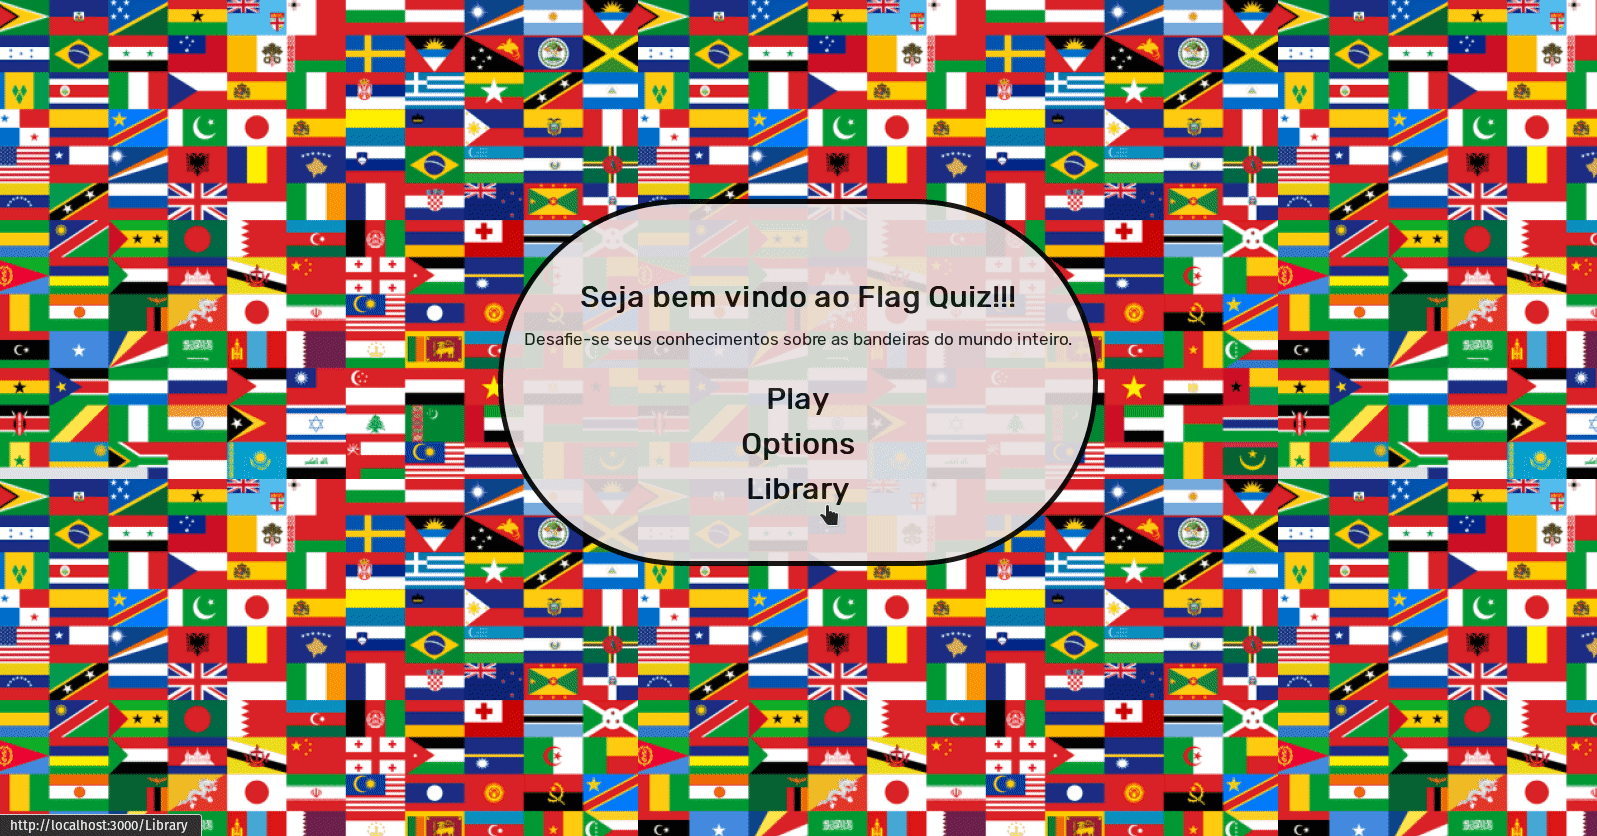 Seja bem vindo ao Flag Quiz!!!
Desafie-se seus conhecimentos sobre as bandeiras do mundo inteiro.
Play
Options
Library
http://localhost:3000/Library